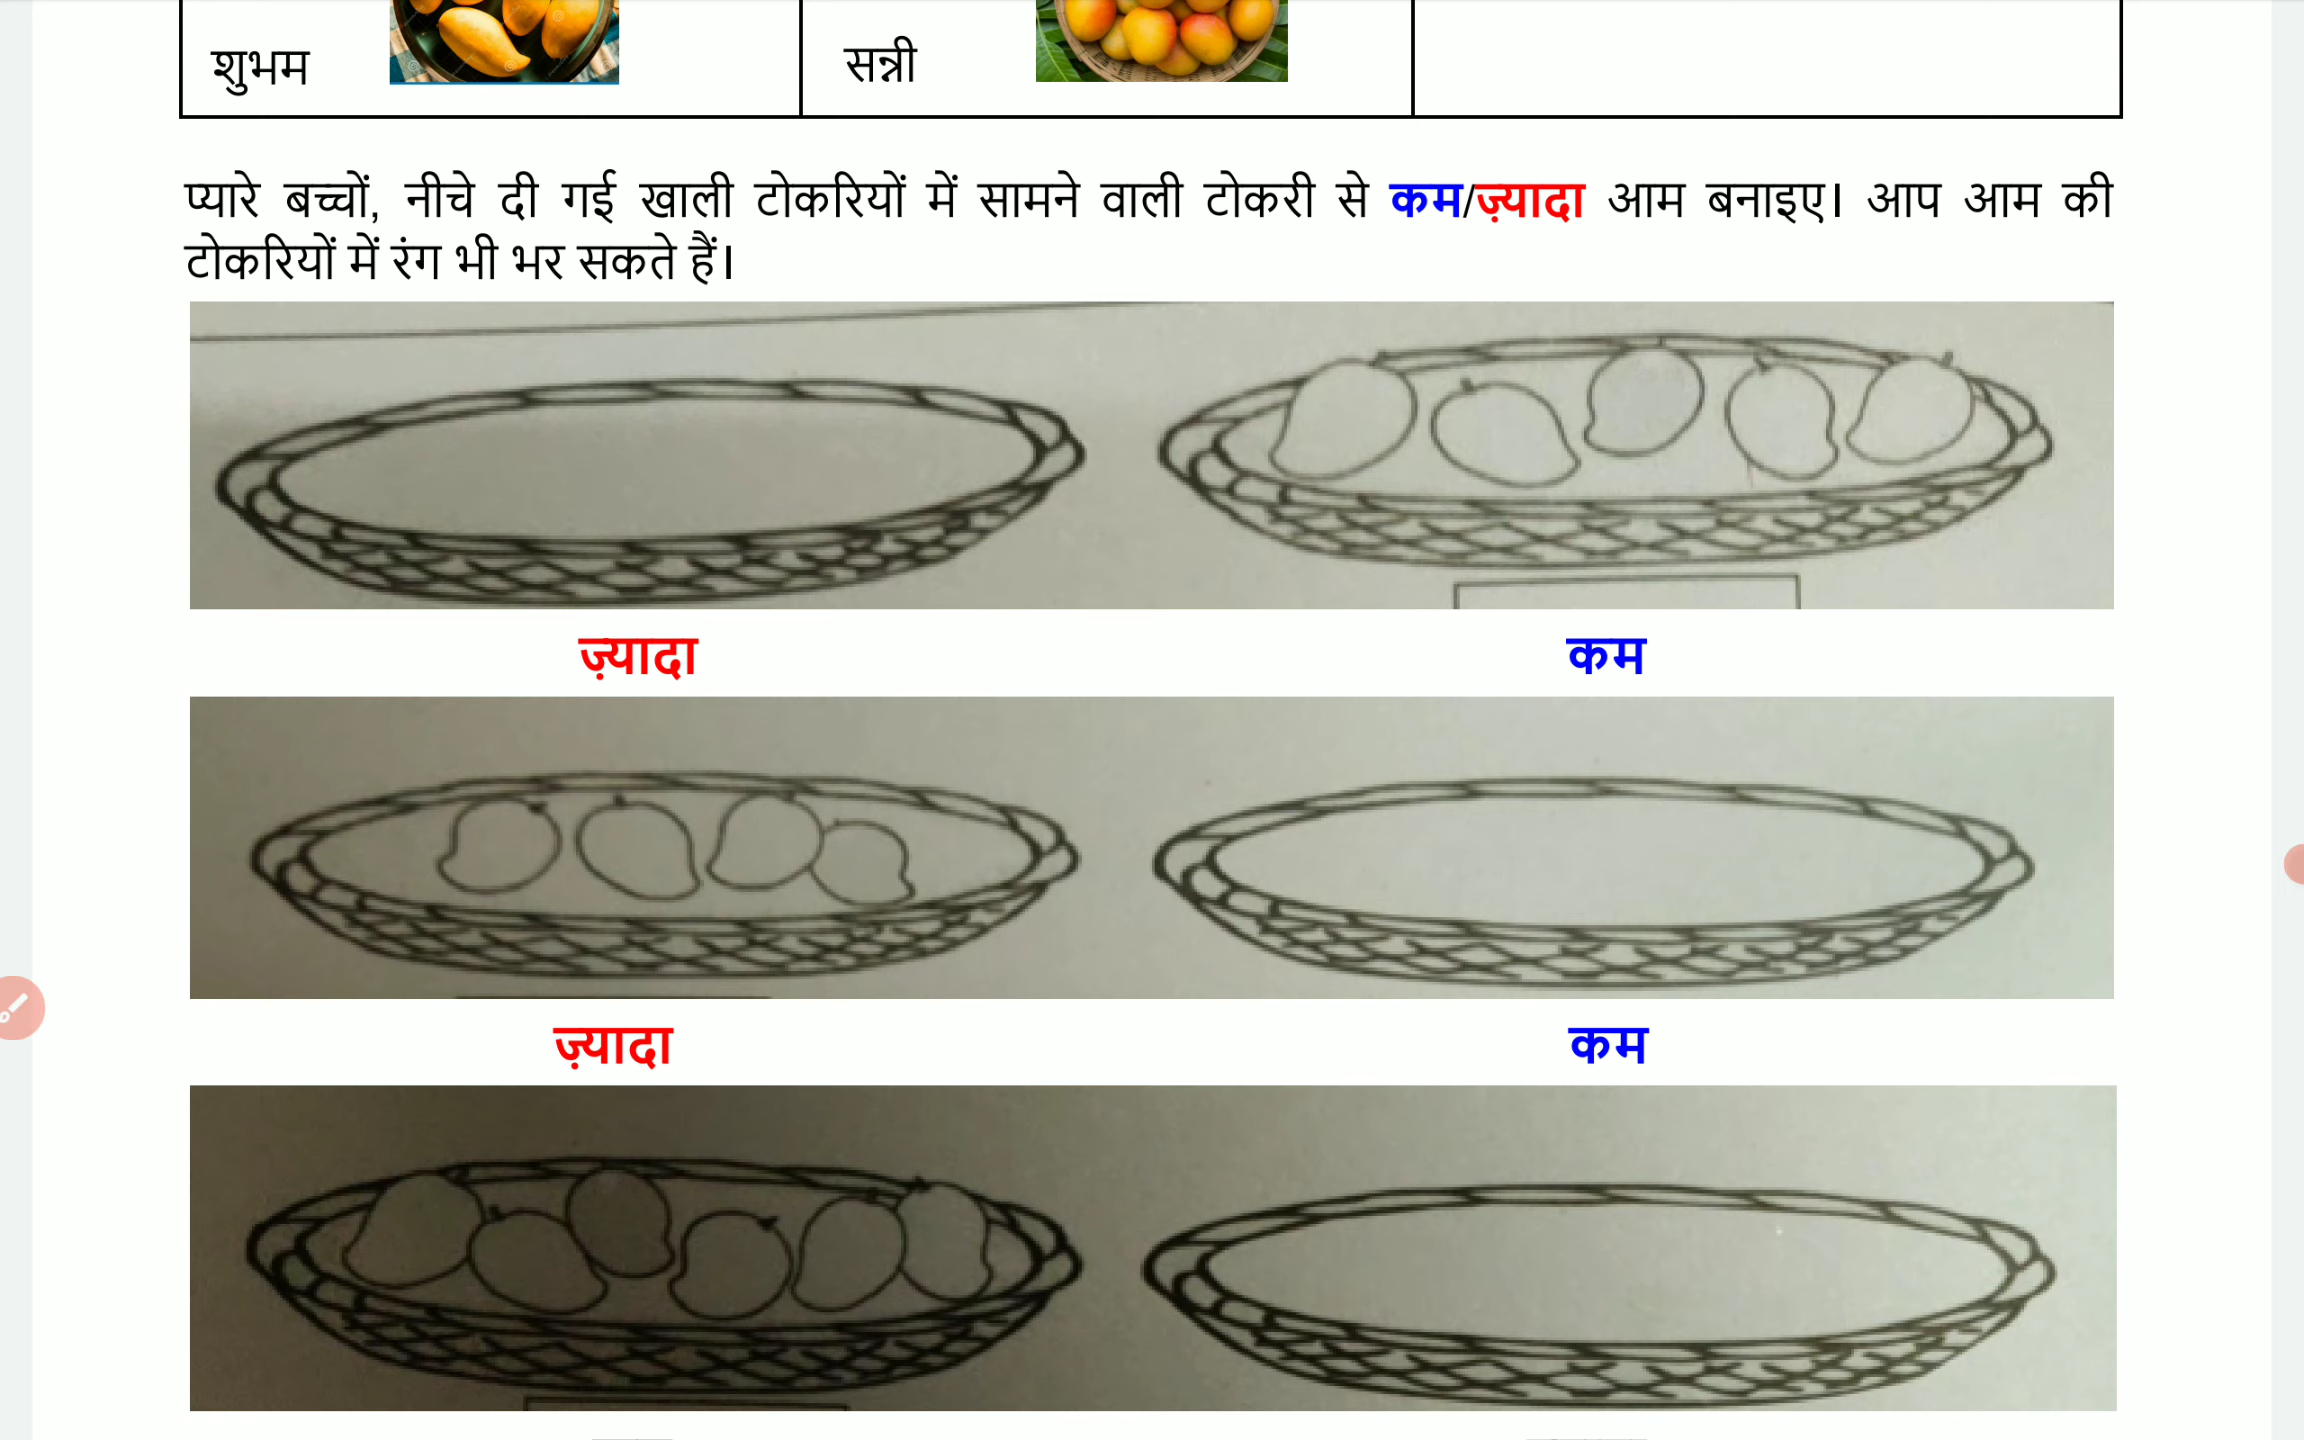 शुभम
सन्नी
प्यारे बच्चों, नीचे दी गई खाली टोकरियों में सामने वाली टोकरी से कम/ज़्यादा आम बनाइए। आप आम की
टोकरियों में रंग भी भर सकते हैं।
ज़्यादा
कम
ज़्यादा
कम